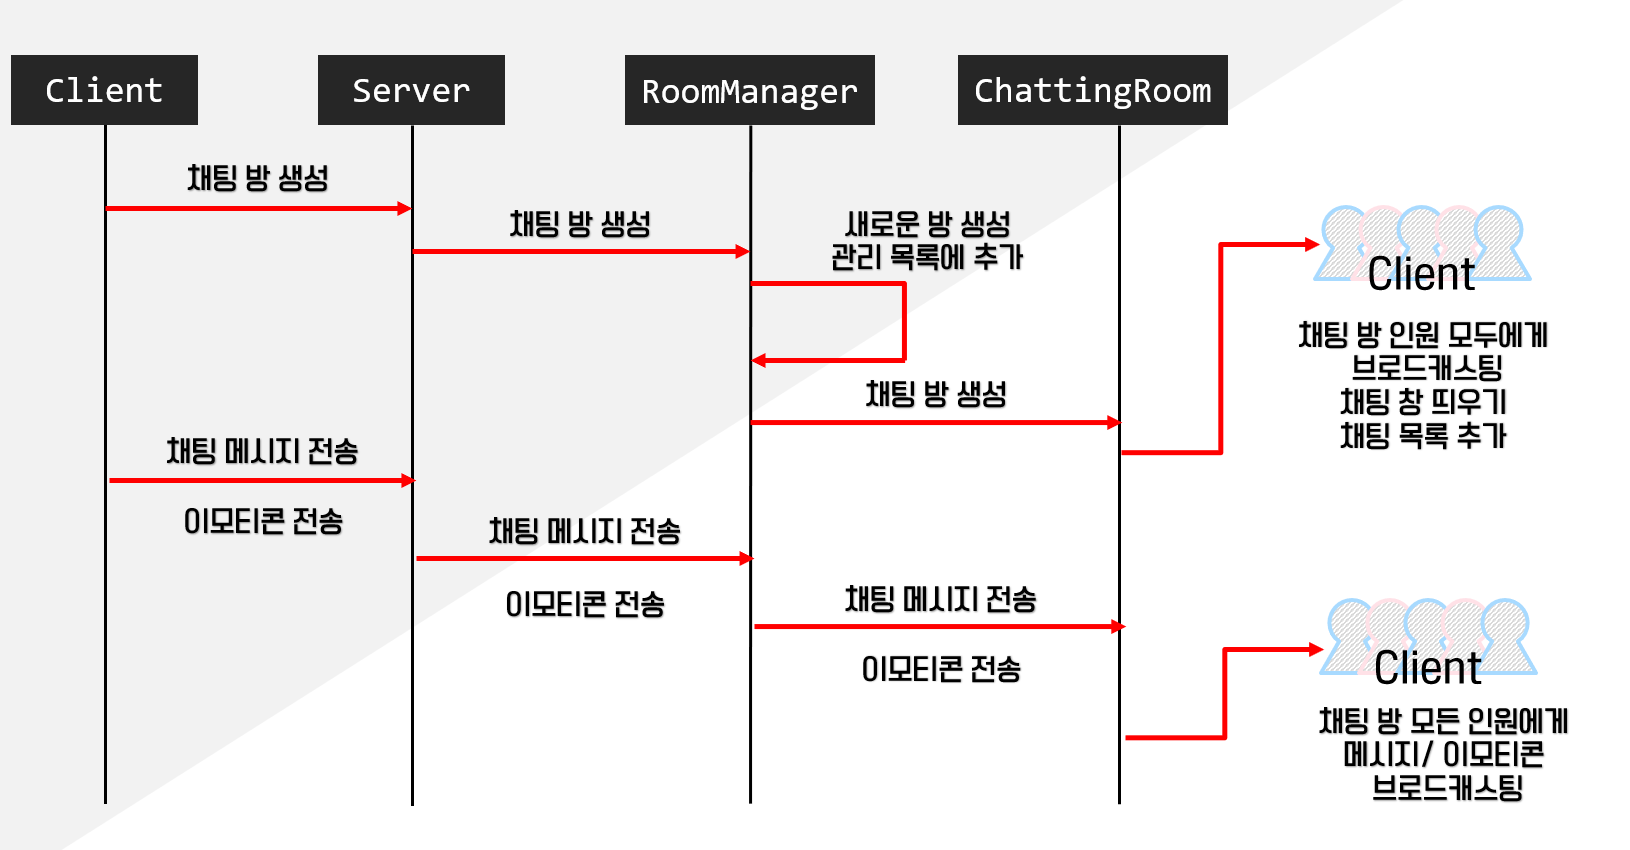 Client
Server
RoomManager
ChattingRoom
채팅 방 생성
채팅 방 생성
새로운 방 생성
관리 목록에 추가
채팅 방 생성
Client
채팅 방 인원 모두에게
브로드캐스팅
채팅 창 띄우기
채팅 목록 추가
채팅 메시지 전송
이모티콘 전송
채팅 메시지 전송
이모티콘 전송
채팅 메시지 전송
이모티콘 전송
Client
채팅 방 모든 인원에게
메시지/ 이모티콘
브로드캐스팅